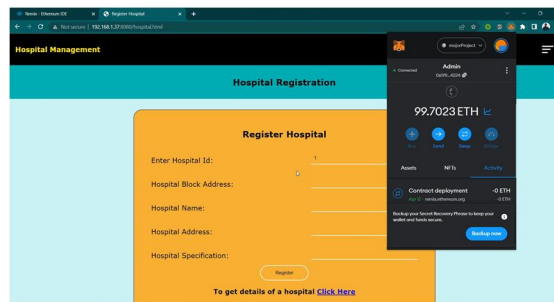 Remix - Ethereum IDE
Register Hospital
Not secure | 192.168.1.37:8080/hospital.html
Hospital Management
Hospital Registration
Register Hospital
Enter Hospital Id:
1
Hospital Block Address:
Hospital Name:
Hospital Address:
Hospital Specification:
Register
To get details of a hospital Click Here
majorProject
Connected
Admin
99.7023 ETH
Buy
Send
Swap
Bridge
Assets
NFTs
Activity
Contract deployment
-0 ETH
remix.ethereum.org
-0 ETH
Backup your Secret Recovery Phrase to keep your
wallet and funds secure.
Backup now